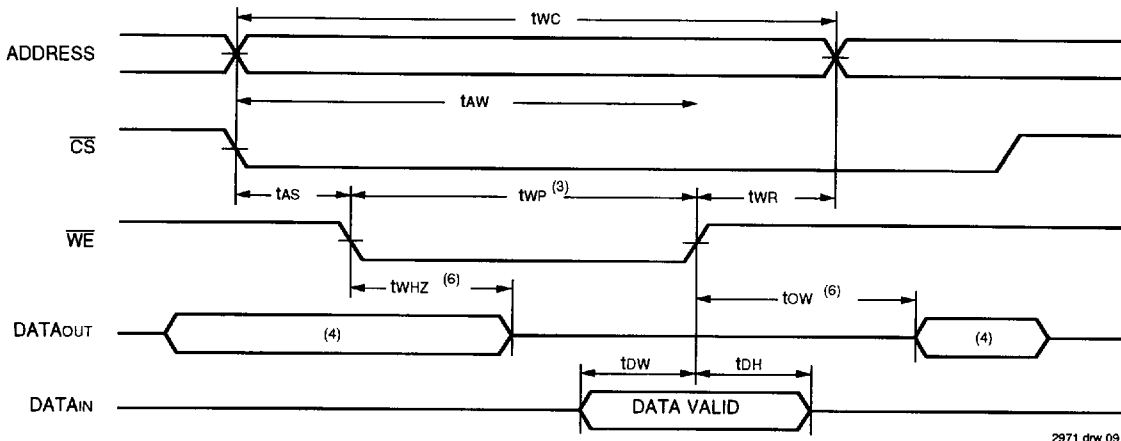 tWC
ADDRESS
tAW
CS
tAS tWP (3) tWR
WE
tWHZ (6) tOW (6)
DATAOUT (4) (4)
tDW tDH
DATAIN DATA VALID
2971 drw 09